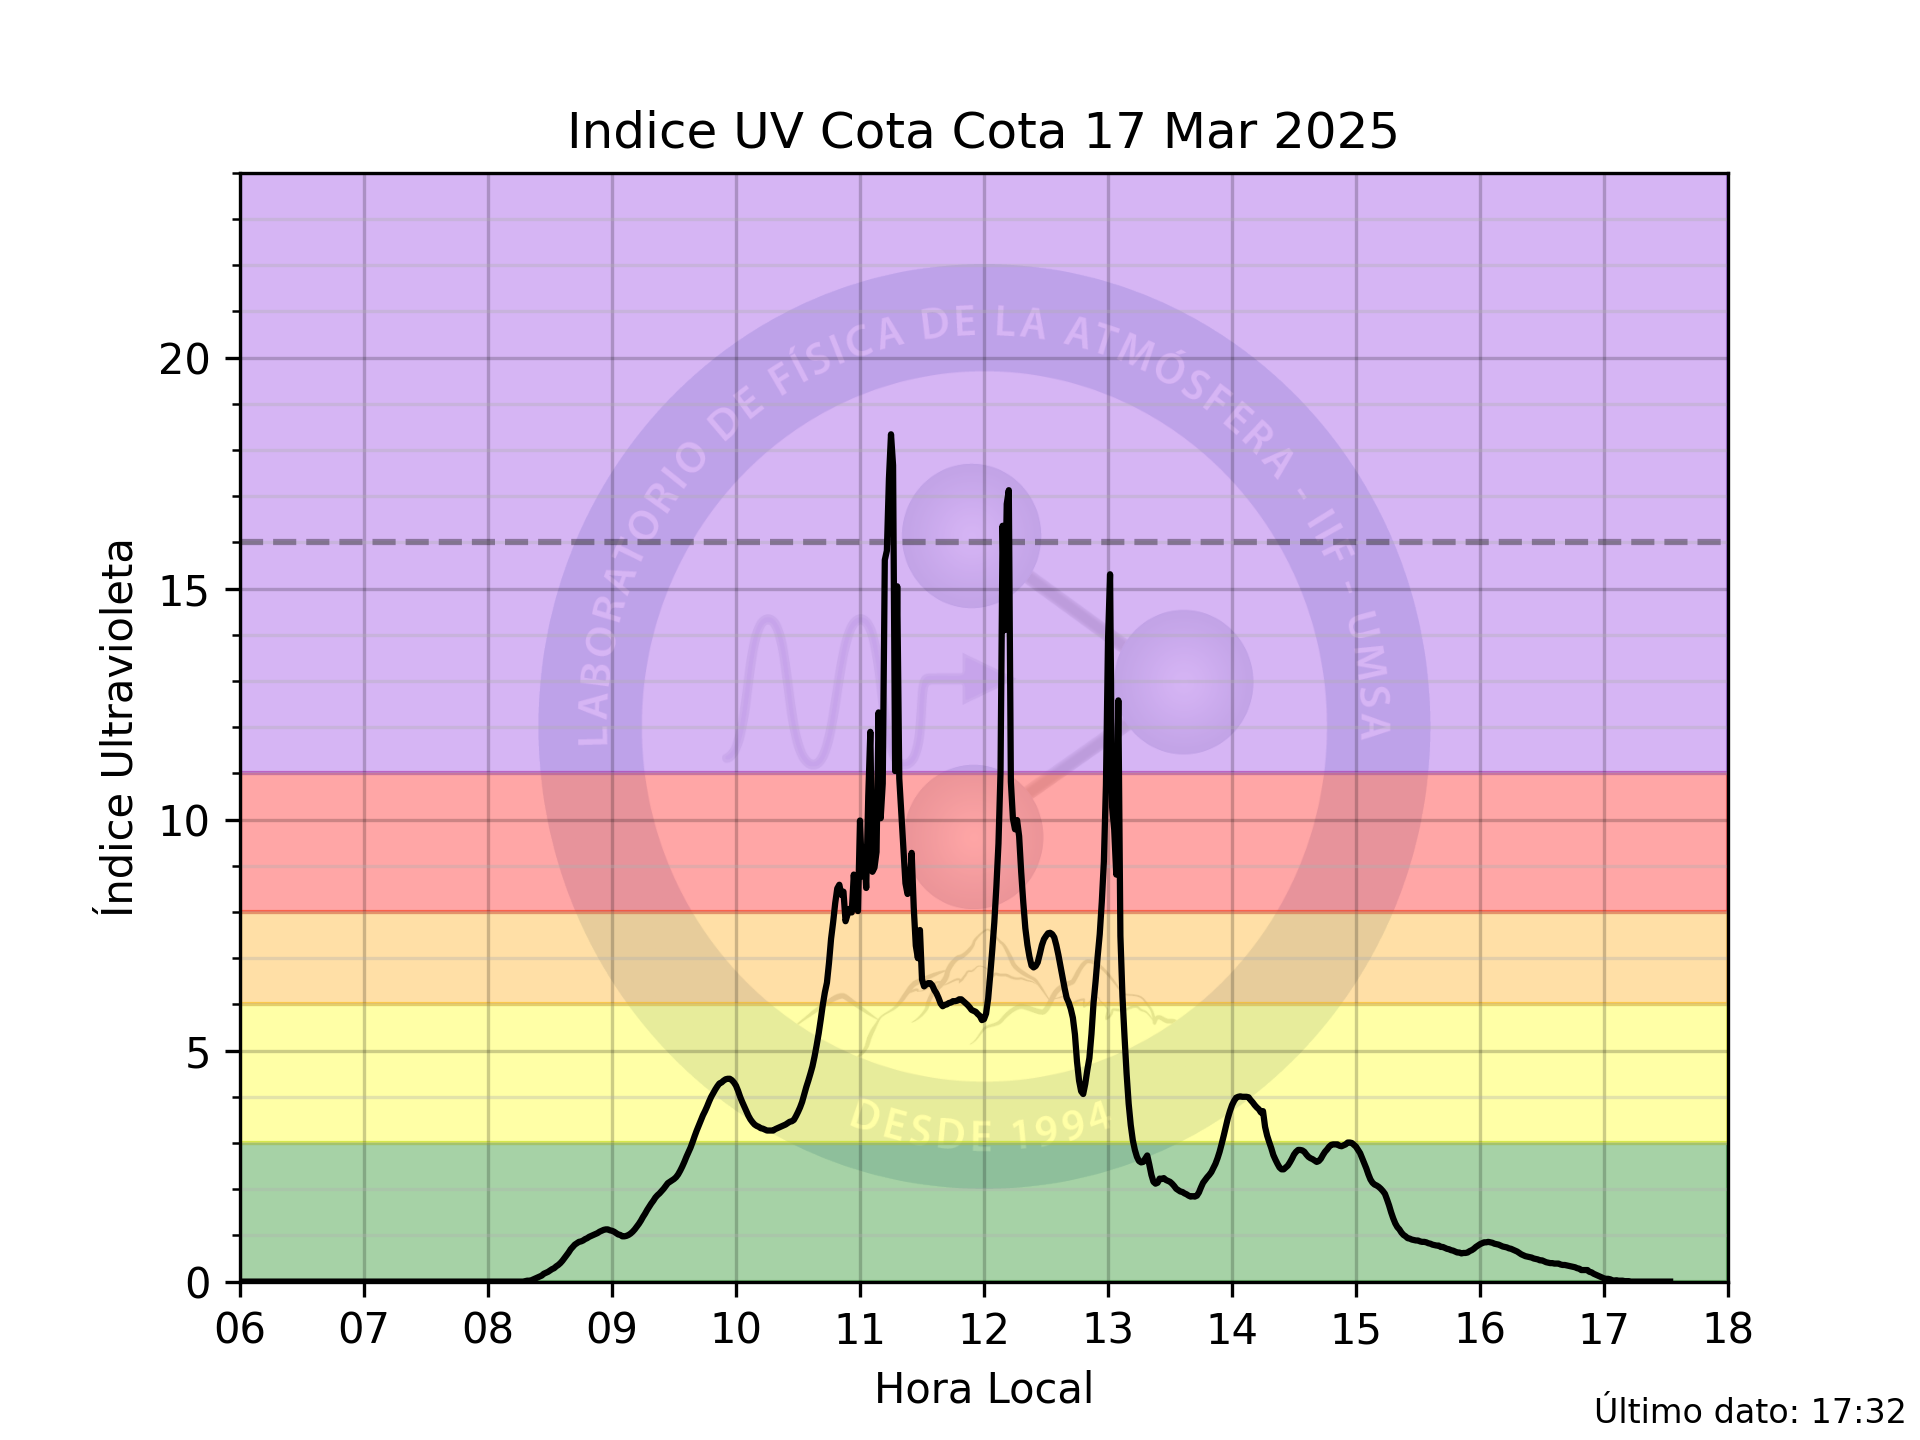 Indice UV Cota Cota 17 Mar 2025
Índice Ultravioleta
20
15
10
5
0
LABORATORIO DE FÍSICA DE LA ATMÓSFERA - IIF - UMSA
DESDE 1994
06 07 08 09 10 11 12 13 14 15 16 17 18
Hora Local
Último dato: 17:32